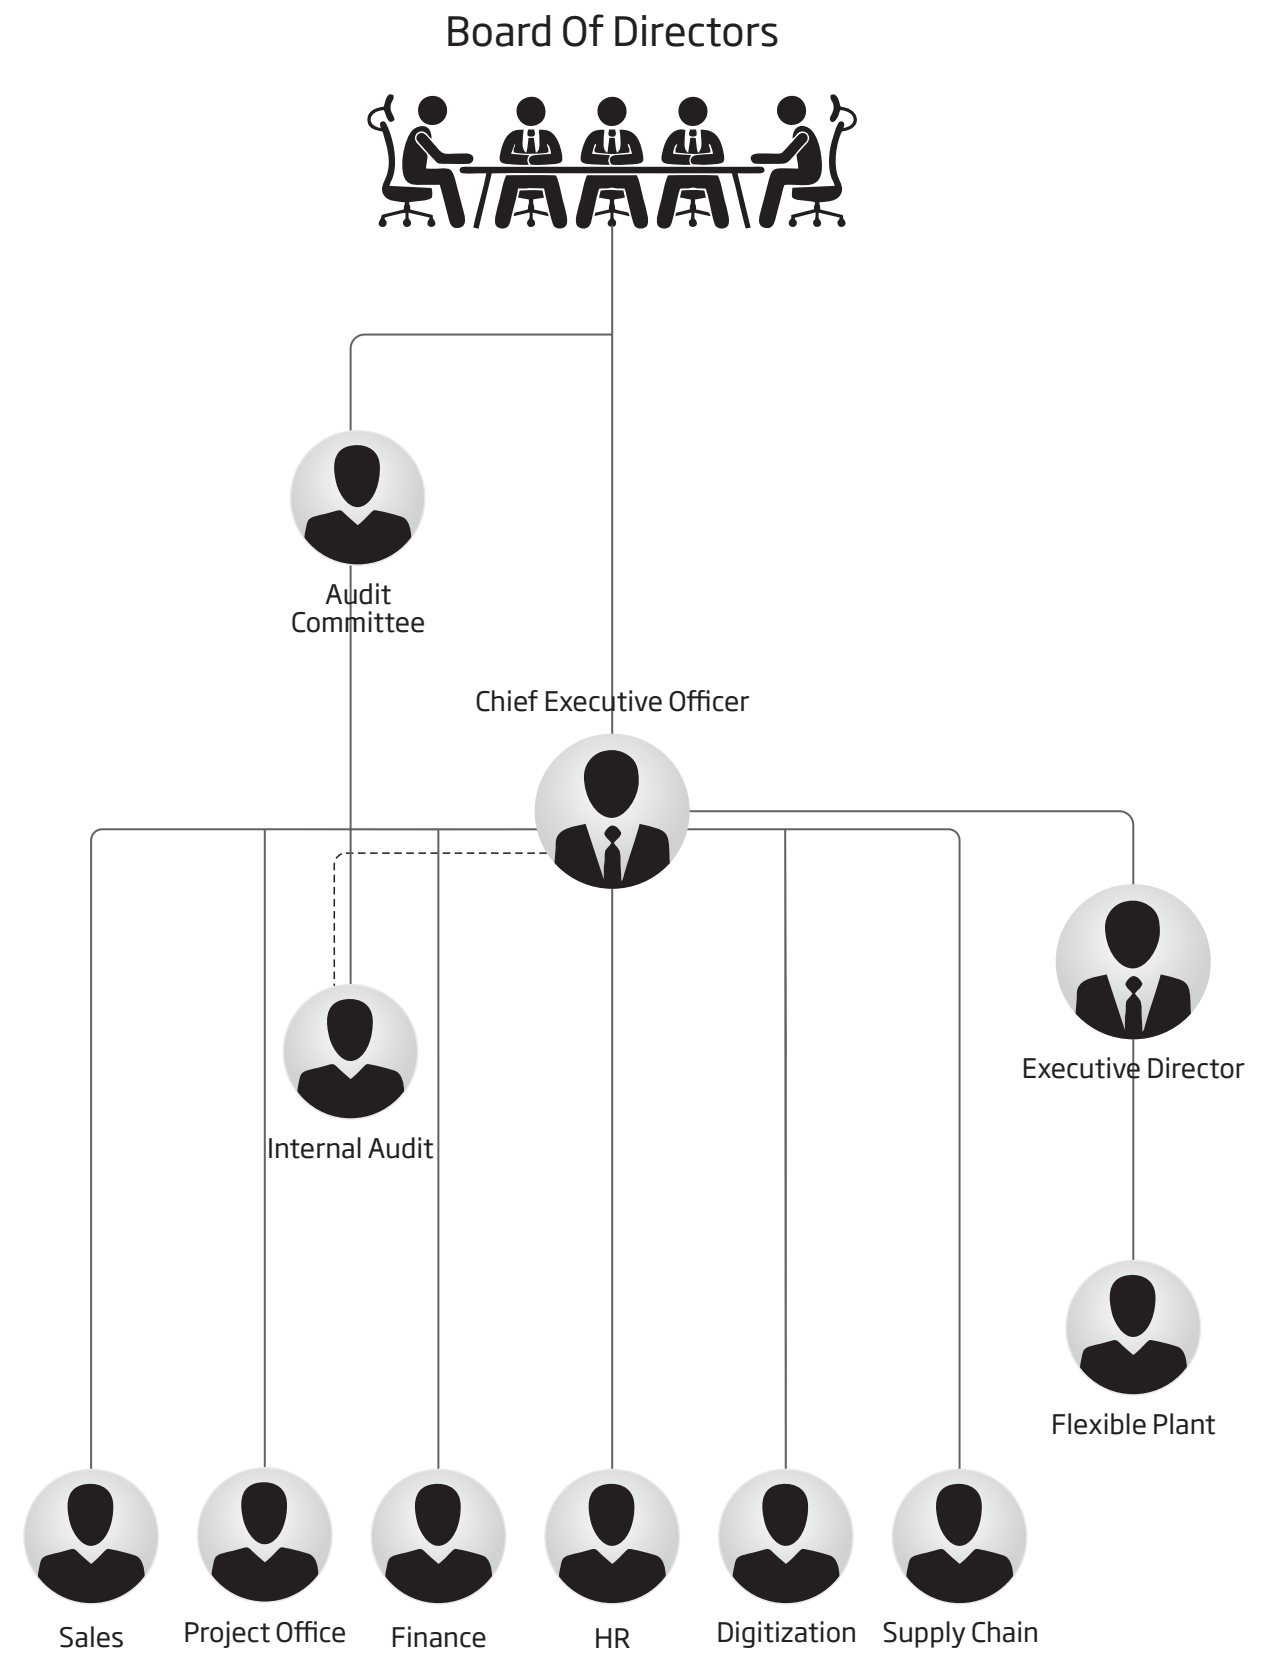 Board Of Directors
Audit
Committee
Chief Executive Officer
Executive Director
Internal Audit
Flexible Plant
Sales
Project Office
Finance
HR
Digitization
Supply Chain